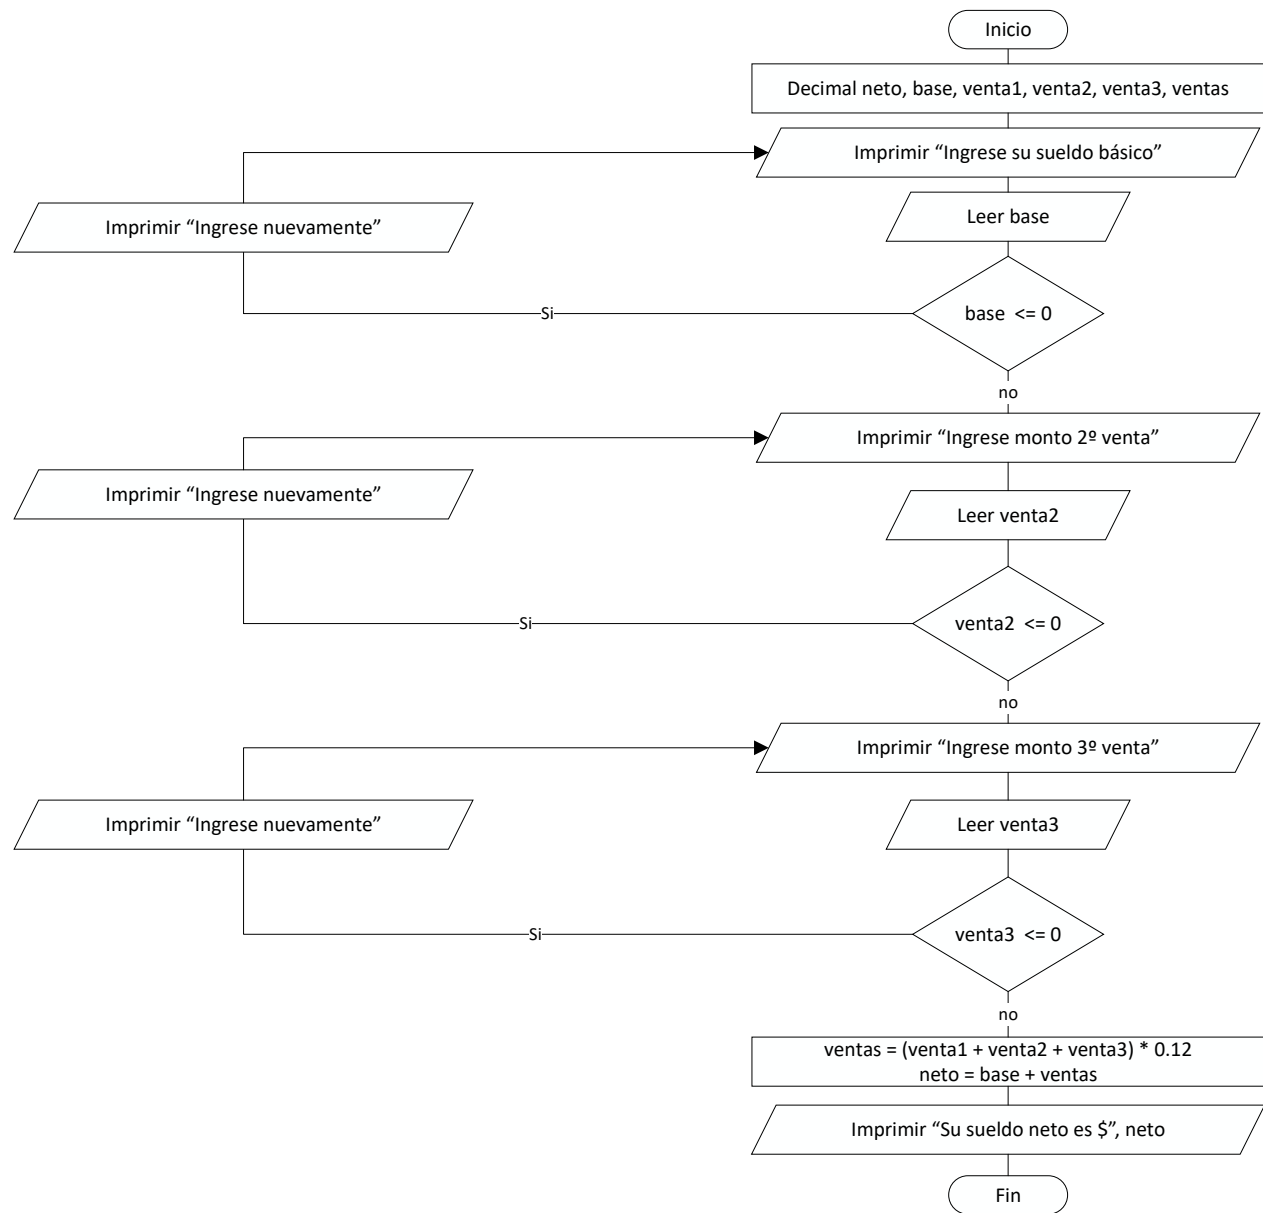 Inicio
Decimal neto, base, venta1, venta2, venta3, ventas
Imprimir “Ingrese su sueldo básico”
Imprimir “Ingrese nuevamente”
Leer base
Si
base <= 0
no
Imprimir “Ingrese monto 2º venta”
Imprimir “Ingrese nuevamente”
Leer venta2
Si
venta2 <= 0
no
Imprimir “Ingrese monto 3º venta”
Imprimir “Ingrese nuevamente”
Leer venta3
Si
venta3 <= 0
no
ventas = (venta1 + venta2 + venta3) * 0.12
neto = base + ventas
Imprimir “Su sueldo neto es $”, neto
Fin